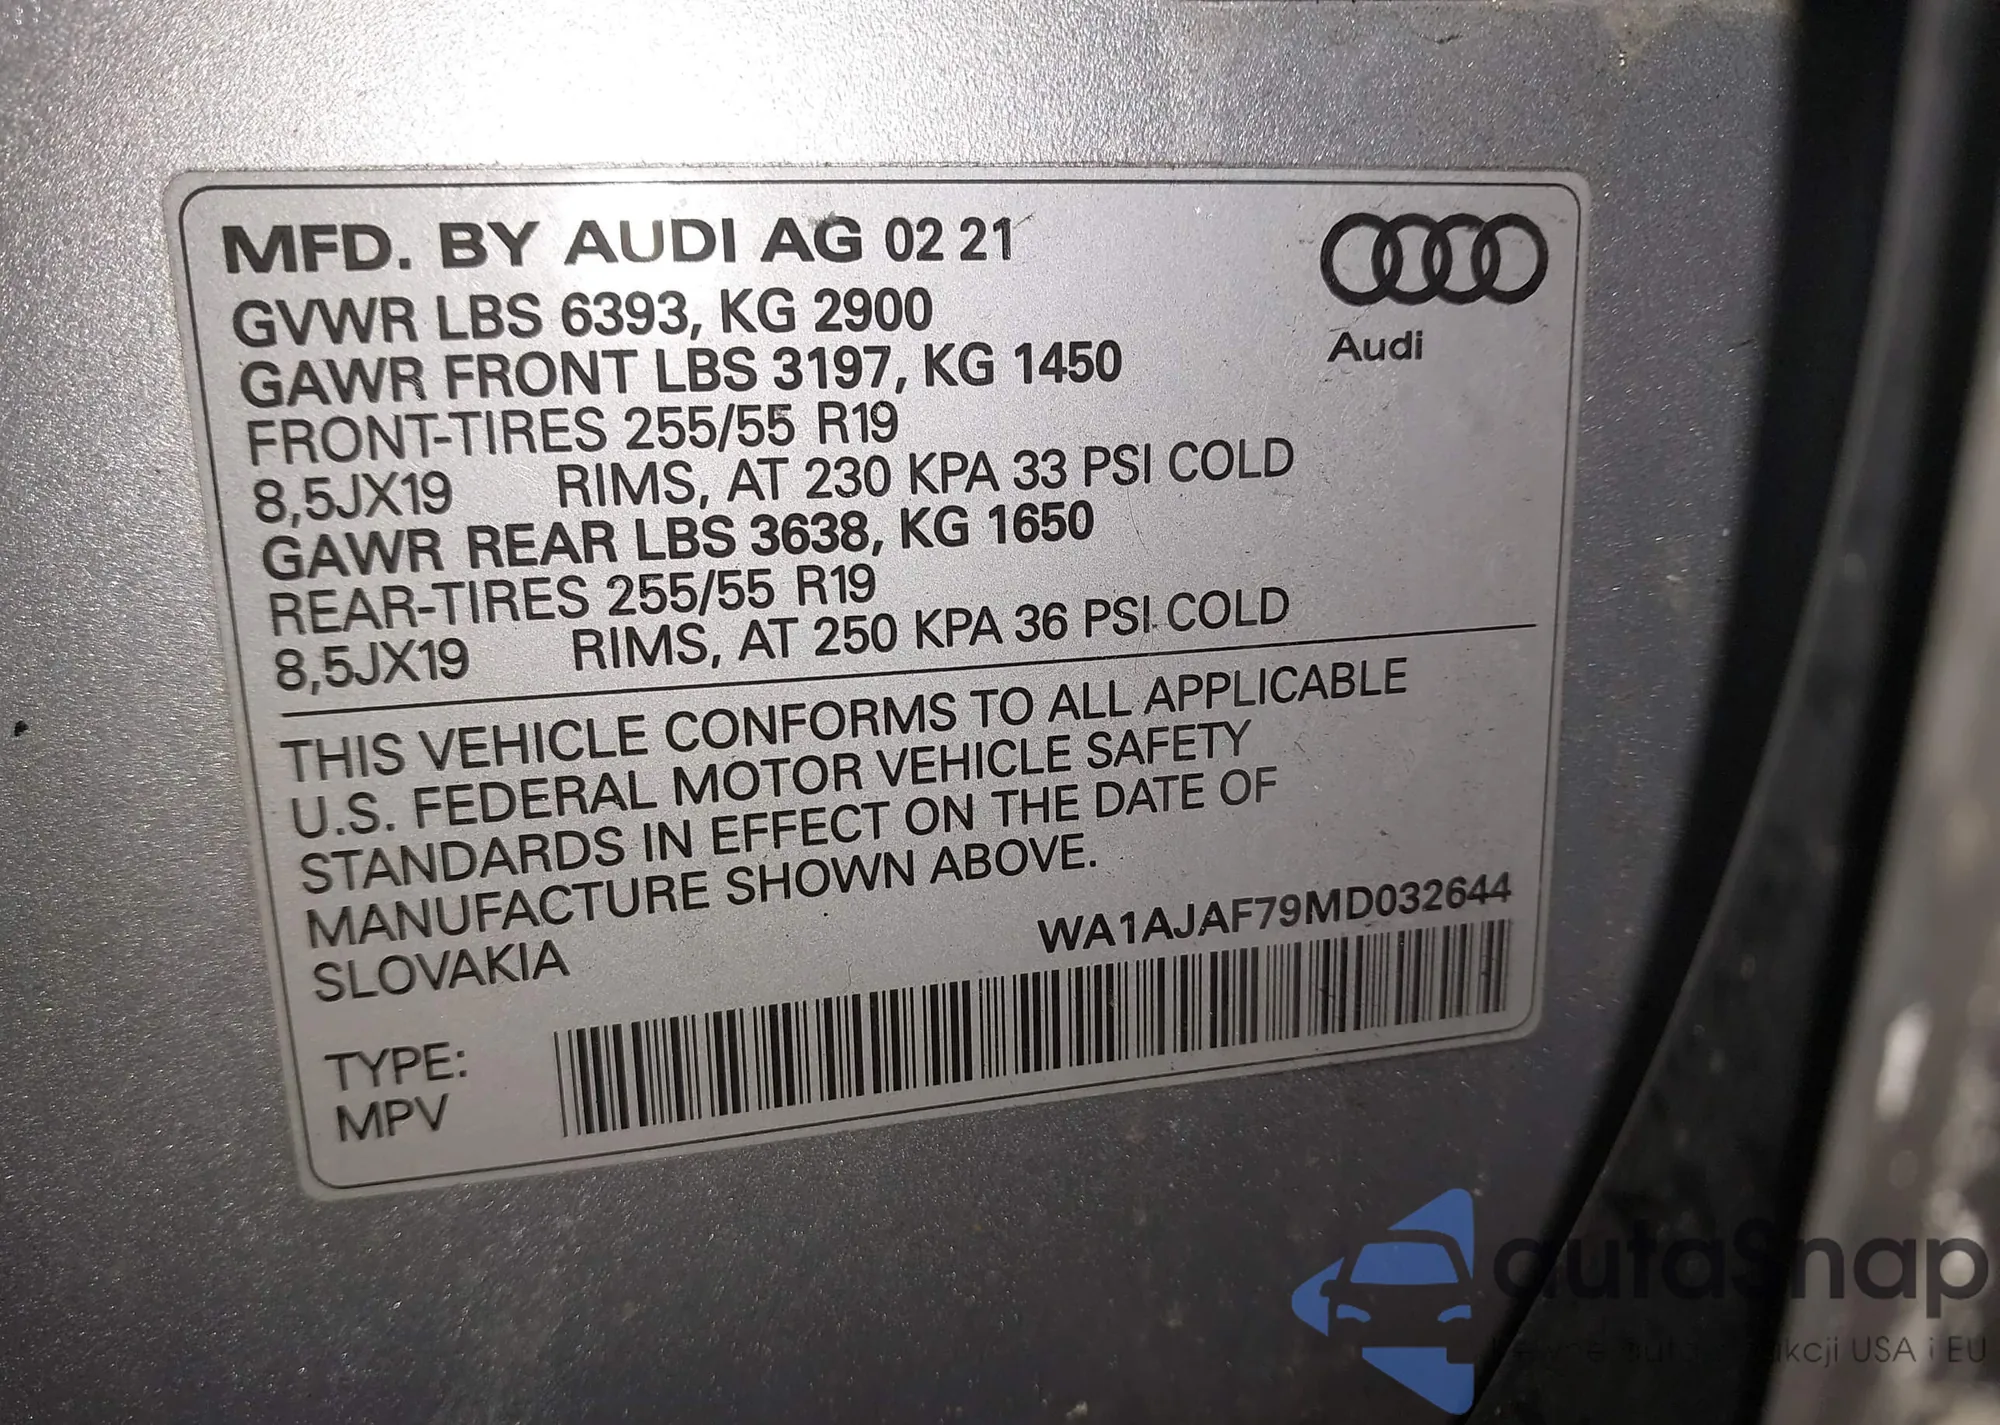 MFD. BY AUDI AG 02 21
GVWR LBS 6393, KG 2900
GAWR FRONT LBS 3197, KG 1450
FRONT-TIRES 255/55 R19
8,5JX19 RIMS, AT 230 KPA 33 PSI COLD
GAWR REAR LBS 3638, KG 1650
REAR-TIRES 255/55 R19
8,5JX19 RIMS, AT 250 KPA 36 PSI COLD
Audi
THIS VEHICLE CONFORMS TO ALL APPLICABLE
U.S. FEDERAL MOTOR VEHICLE SAFETY
STANDARDS IN EFFECT ON THE DATE OF
MANUFACTURE SHOWN ABOVE.
SLOVAKIA
WA1AJAF79MD032644
TYPE:
MPV
autaSnap
USA i EU